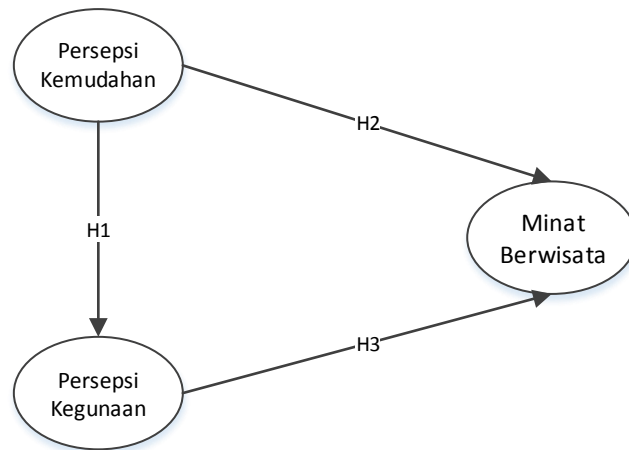 Persepsi
Kemudahan
H2
H1
Minat
Berwisata
H3
Persepsi
Kegunaan